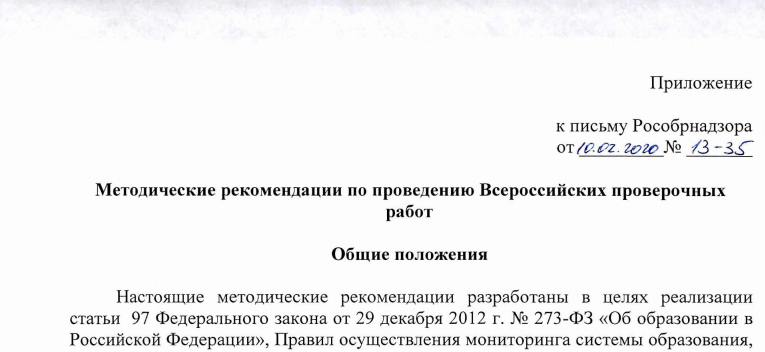 Приложение
к письму Рособрнадзора
от 10.02.2020 № 13-35
Методические рекомендации по проведению Всероссийских проверочных
работ
Общие положения
Настоящие методические рекомендации разработаны в целях реализации
статьи 97 Федерального закона от 29 декабря 2012 г. № 273-ФЗ «Об образовании в
Российской Федерации», Правил осуществления мониторинга системы образования,